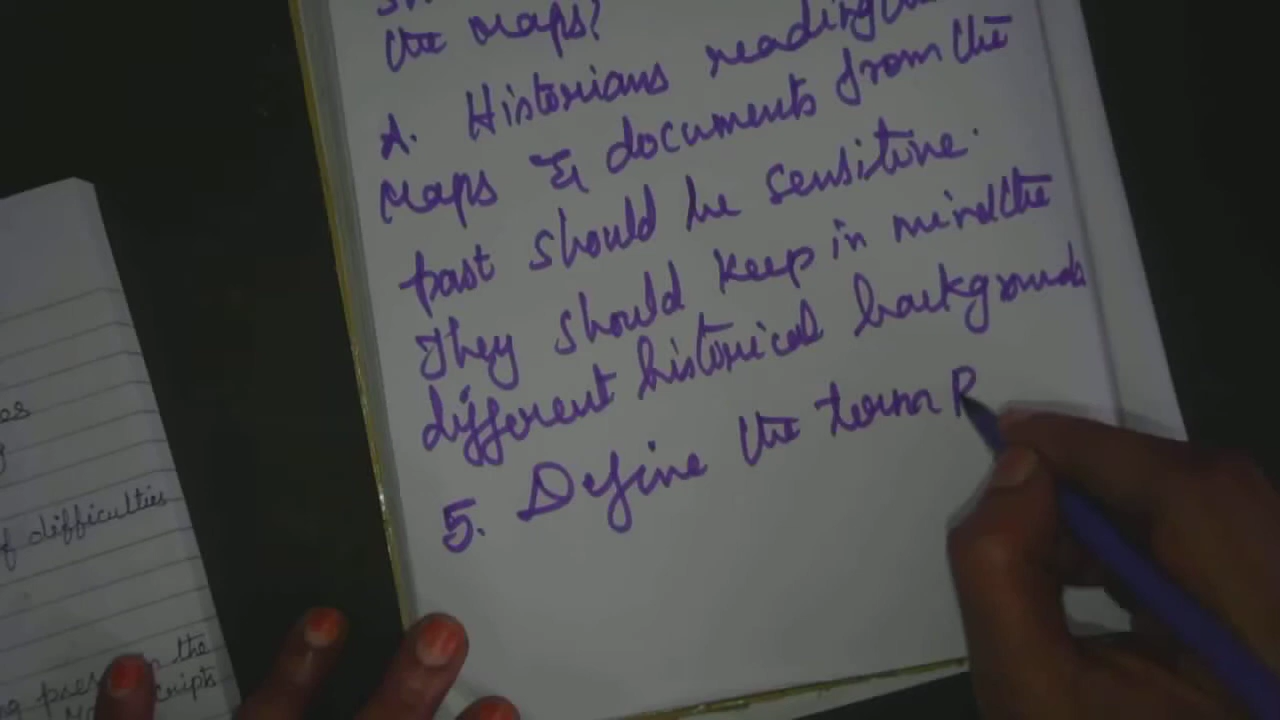 the maps?
A. Historians reading
maps & documents from the
past should be sensitive.
They should keep in mind the
different historical backgrounds
5. Define the term
of difficulties
the